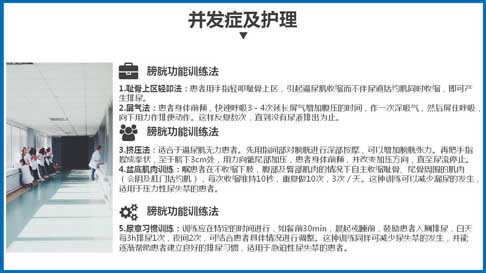 并发症及护理
膀胱功能训练法
1.耻骨上区轻叩法：患者用手指轻叩耻骨上区，引起逼尿肌收缩而不伴尿道括约肌同时收缩，即可产
生排尿。
2.屏气法：患者身体前倾，快速呼吸3－4次延长屏气增加腹压的时间，作一次深吸气，然后屏住呼吸，
向下用力作排便动作。这样反复数次，直到没有尿液排出为止。
膀胱功能训练法
3.挤压法：适合于逼尿肌无力患者。先用指间部对膀胱进行深部按摩，可以增加膀胱张力。再把手指
握成拳状，至于脐下3cm处，用力向骶尾部加压，患者身体前倾，并改变加压方向，直至尿流停止。
4.盆底肌肉训练：嘱患者在不收缩下肢，腹部及臀部肌肉的情况下自主收缩耻骨、尾骨周围的肌肉
（会阴及肛门括约肌），每次收缩维持10秒，重复做10次，3次／天。这种训练可以减少漏尿的发生，
适用于压力性尿失禁的患者。
膀胱功能训练法
5.尿意习惯训练：训练应在特定的时间进行，如餐前30min，晨起或睡前，鼓励患者入厕排尿，白天
每3h排尿1次，夜间2次，可结合患者具体情况进行调整。这种训练同样可减少尿失禁的发生，并能
逐渐帮助患者建立良好的排尿习惯，适用于急迫性尿失禁的患者。